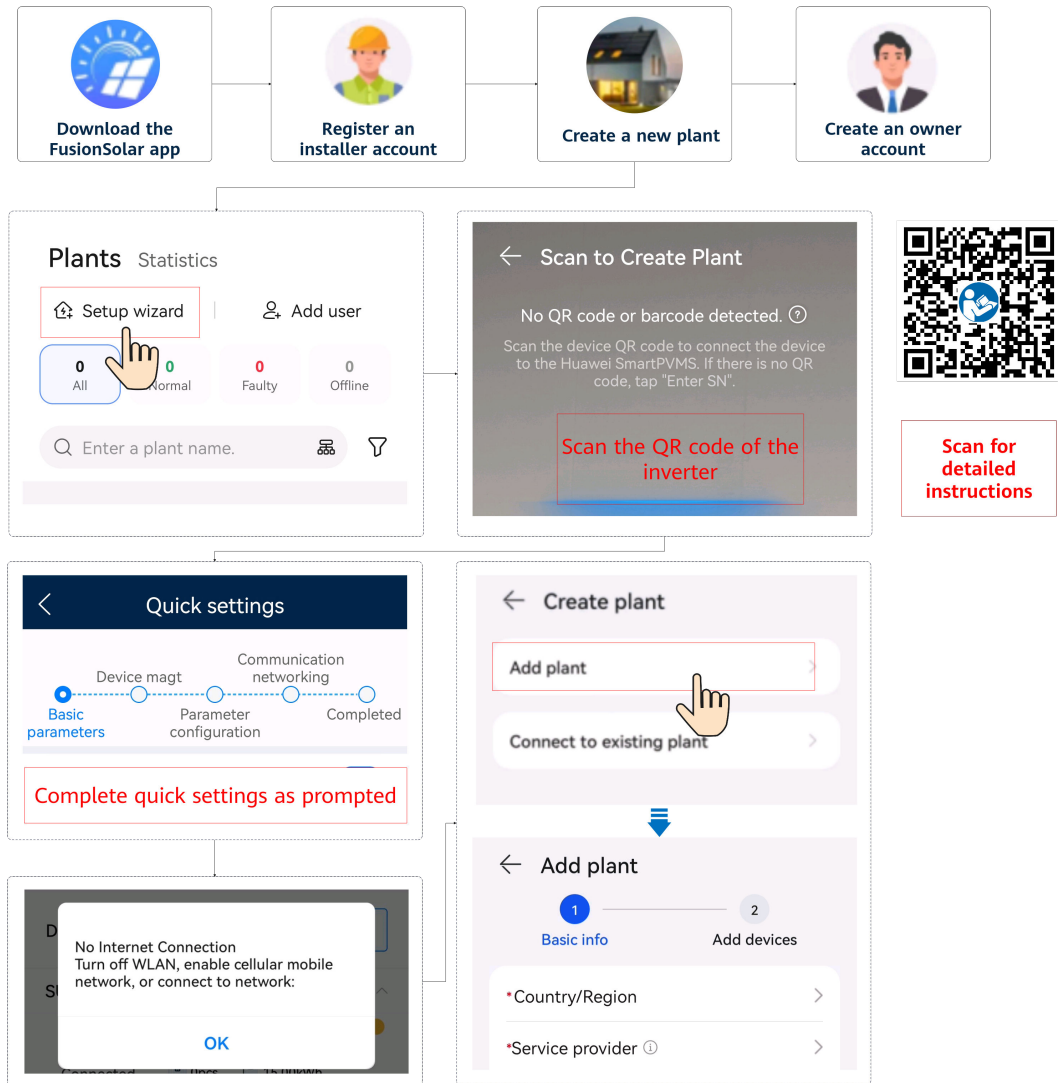 Download the
FusionSolar app
Register an
installer account
Create a new plant
Create an owner
account
Plants Statistics
Setup wizard
Add user
0
All
0
Normal
0
Faulty
0
Offline
Enter a plant name.
Scan to Create Plant
No QR code or barcode detected.
Scan the device QR code to connect the device
to the Huawei SmartPVMS. If there is no QR
code, tap "Enter SN".
Scan the QR code of the
inverter
Scan for
detailed
instructions
Quick settings
Device magt
Communication
networking
Basic
parameters
Parameter
configuration
Completed
Complete quick settings as prompted
No Internet Connection
Turn off WLAN, enable cellular mobile
network, or connect to network:
OK
Create plant
Add plant
Connect to existing plant
Add plant
1
Basic info
2
Add devices
*Country/Region
*Service provider